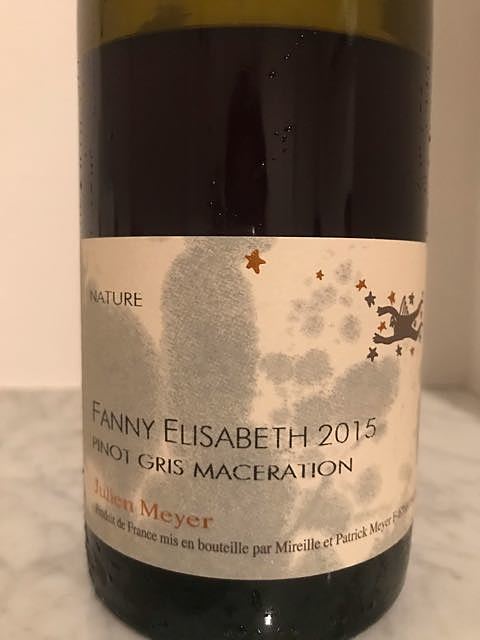 NATURE
FANNY ELISABETH 2015
PINOT GRIS MACERATION
Julien Meyer
Produit de France mis en bouteille par Mireille et Patrick Meyer